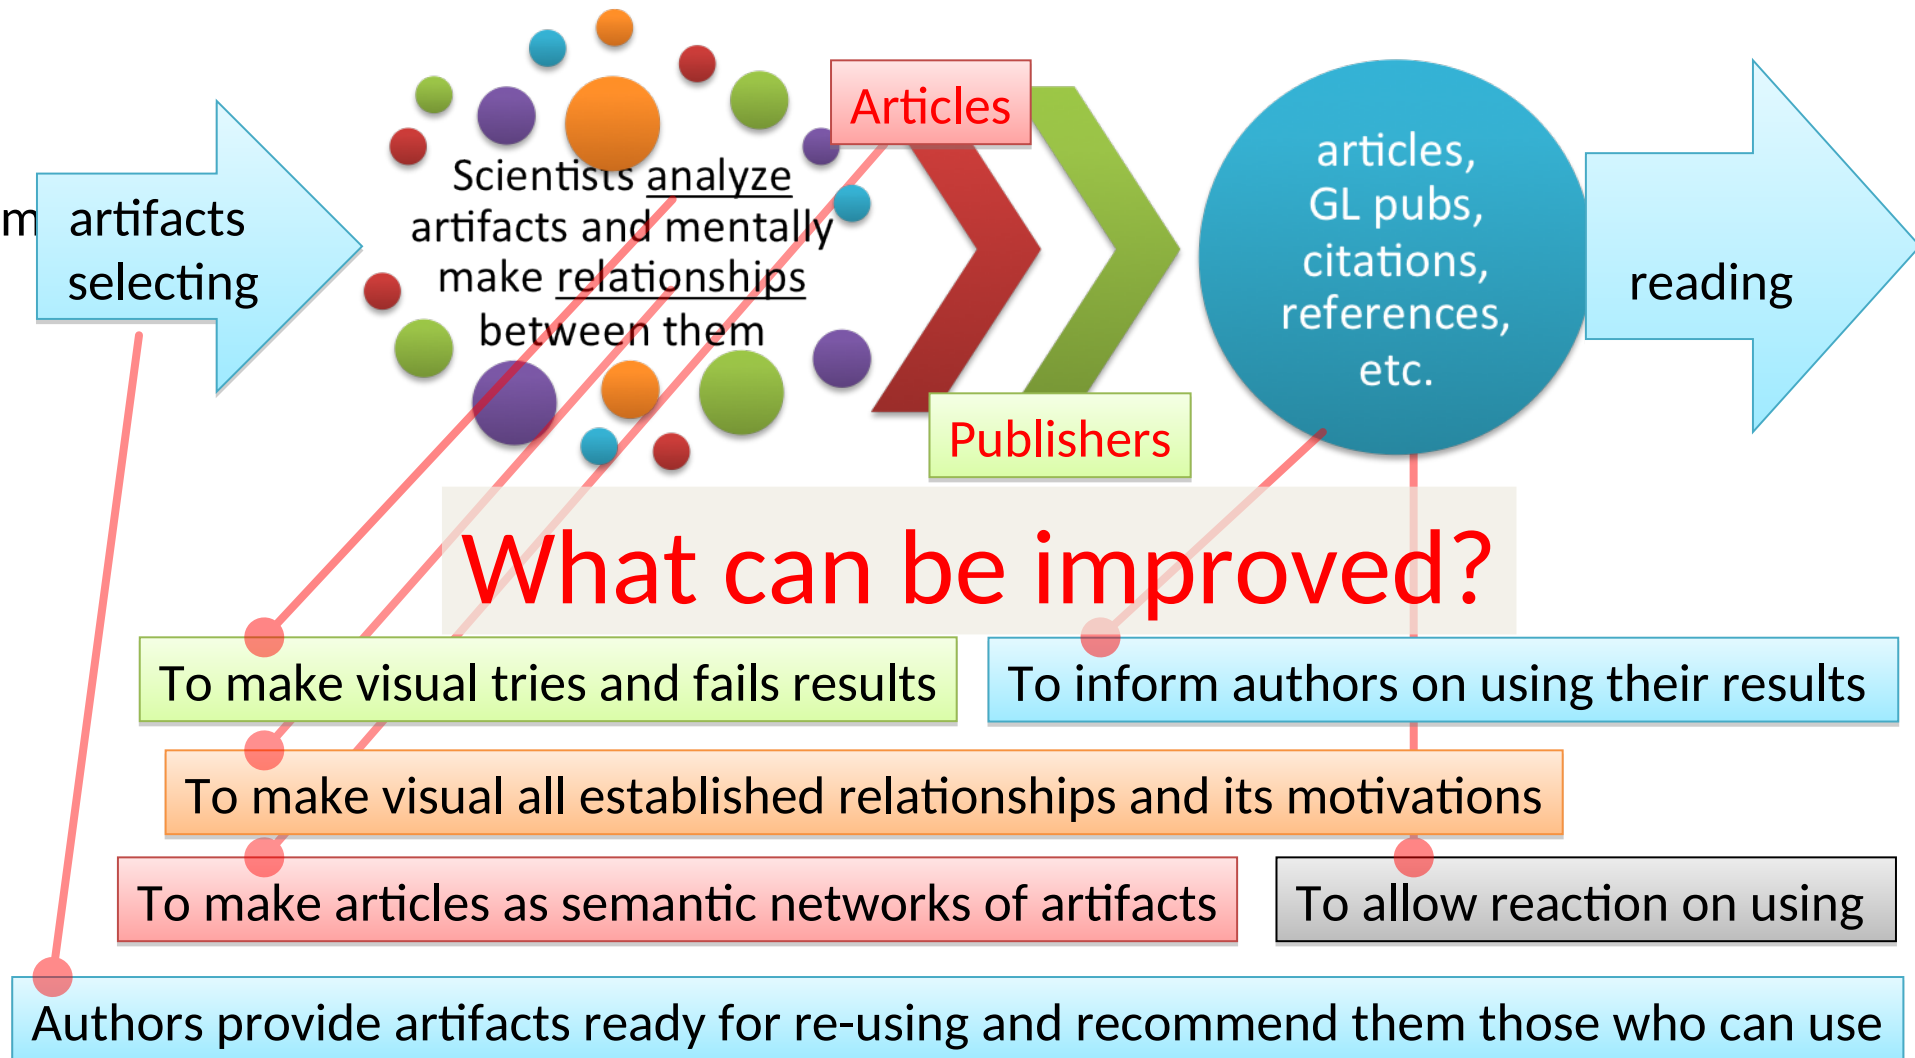 m
artifacts
selecting
Scientists analyze
artifacts and mentally
make relationships
between them
Articles
Publishers
articles,
GL pubs,
citations,
references,
etc.
reading
What can be improved?
To make visual tries and fails results
To inform authors on using their results
To make visual all established relationships and its motivations
To make articles as semantic networks of artifacts
To allow reaction on using
Authors provide artifacts ready for re-using and recommend them those who can use